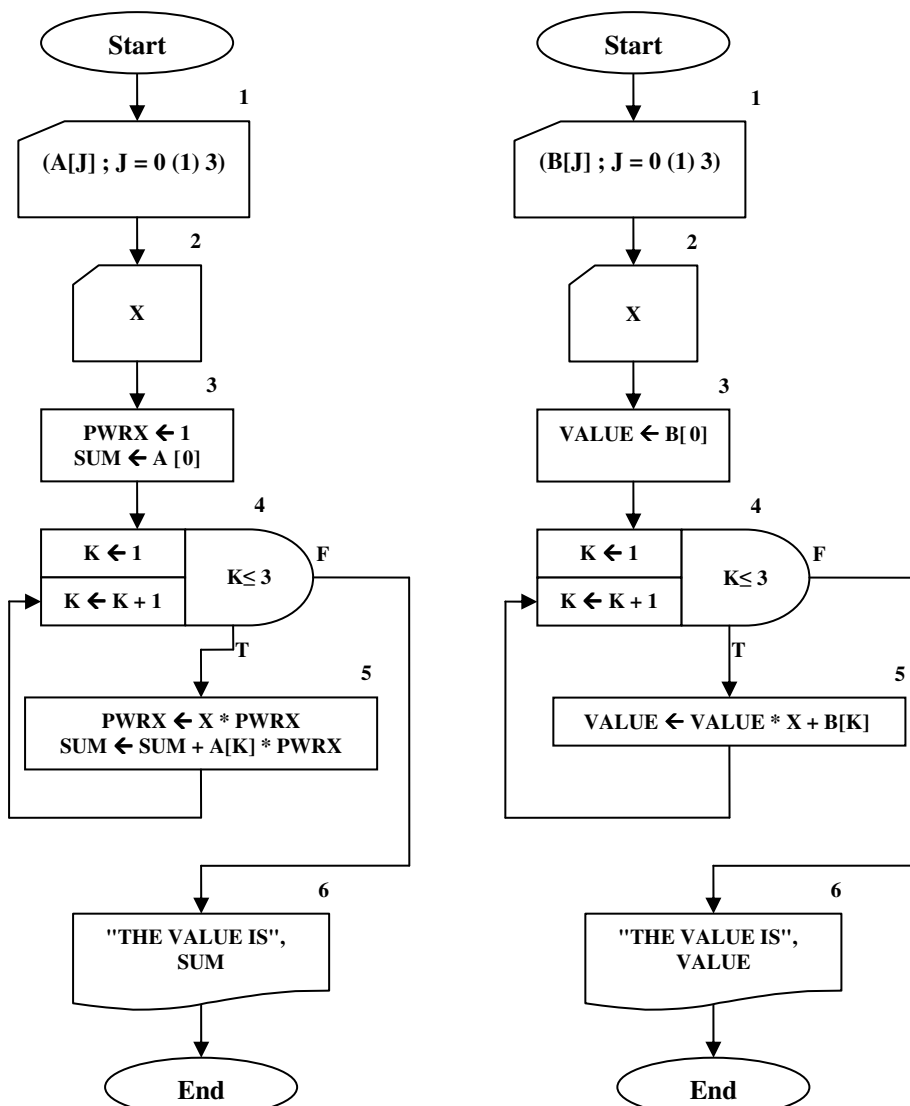 Start
1
(A[J] ; J = 0 (1) 3)
2
X
3
PWRX ← 1
SUM ← A [0]
4
K ← 1
K ← K + 1
K≤ 3
F
T
5
PWRX ← X * PWRX
SUM ← SUM + A[K] * PWRX
6
"THE VALUE IS",
SUM
End
Start
1
(B[J] ; J = 0 (1) 3)
2
X
3
VALUE ← B[0]
4
K ← 1
K ← K + 1
K≤ 3
F
T
5
VALUE ← VALUE * X + B[K]
6
"THE VALUE IS",
VALUE
End